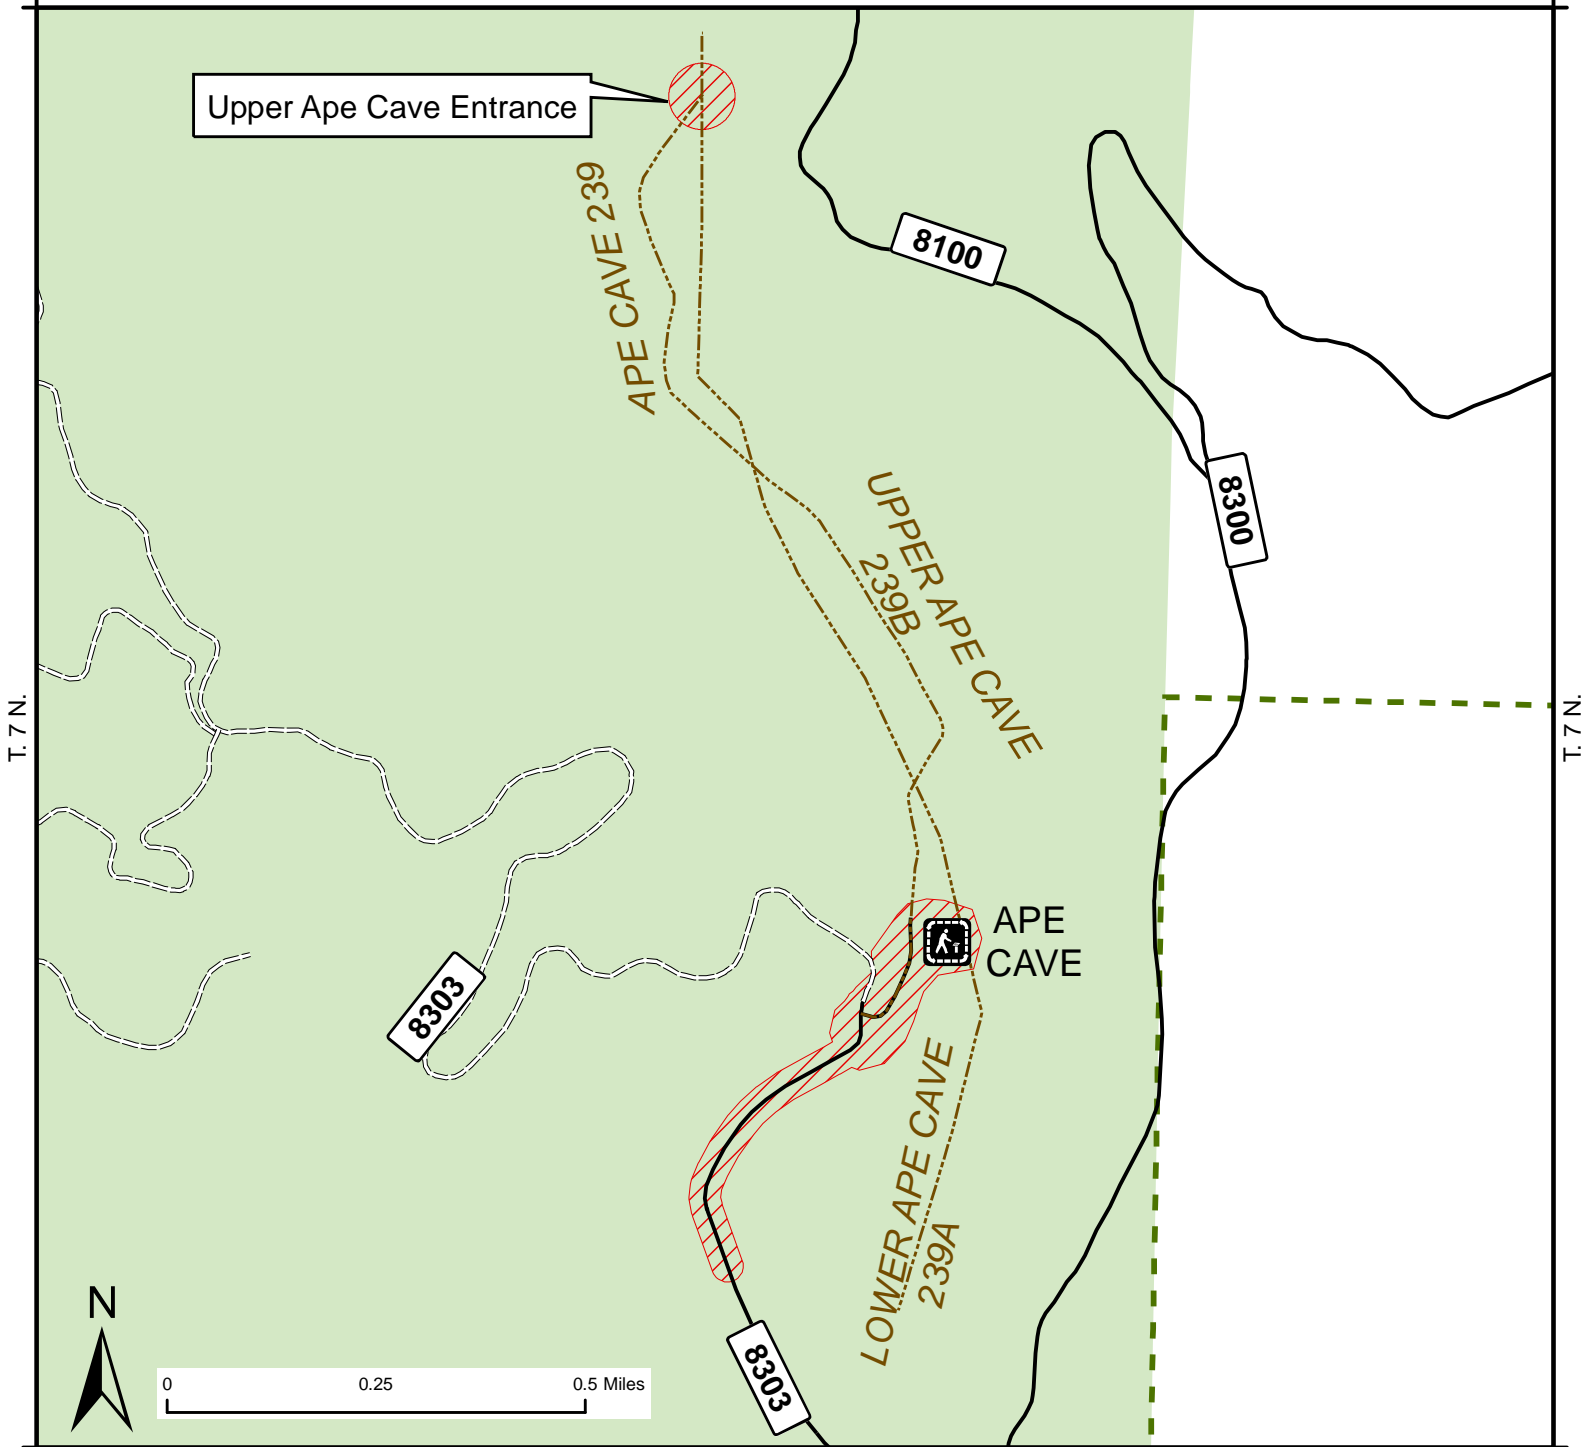 Upper Ape Cave Entrance
APE CAVE 239
8100
8300
UPPER APE CAVE
239B
T. 7 N.
T. 7 N.
APE
CAVE
8303
LOWER APE CAVE
239A
N
0 0.25 0.5 Miles
8303